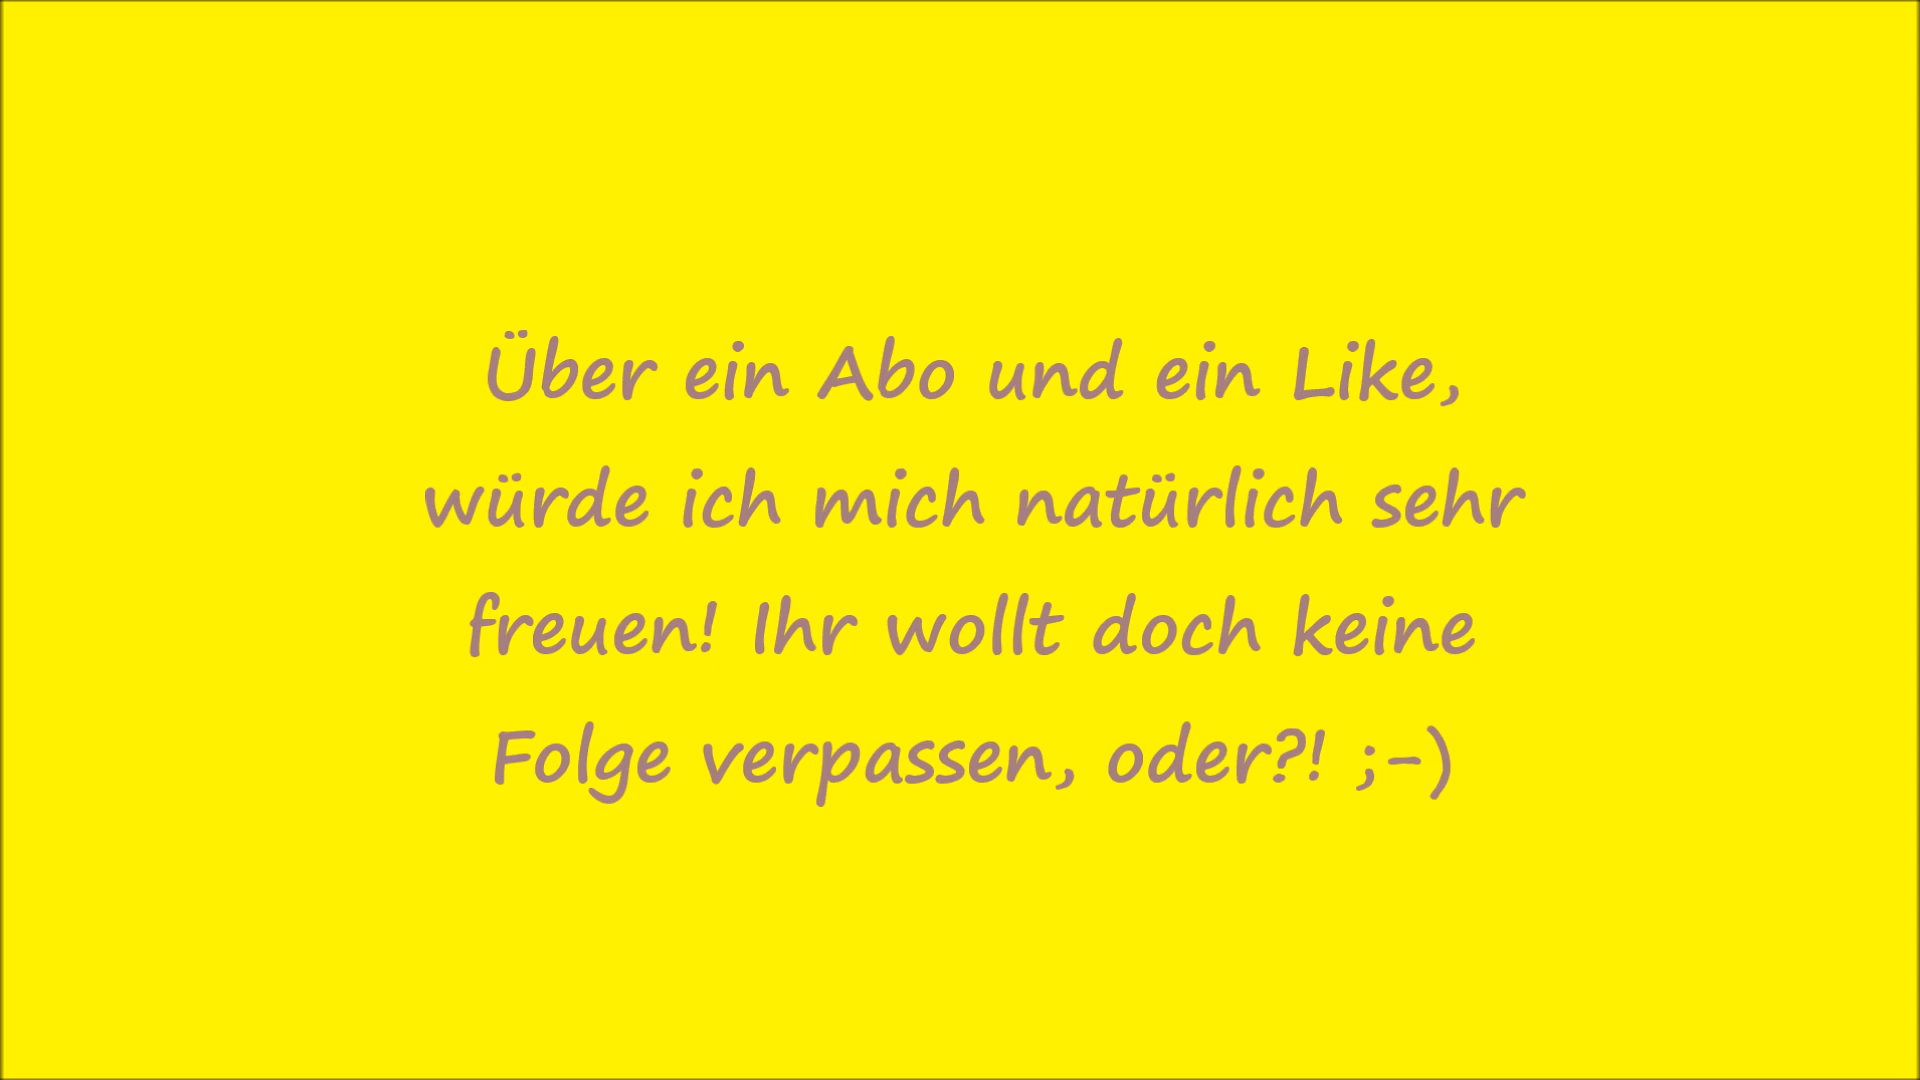 Über ein Abo und ein Like,
würde ich mich natürlich sehr
freuen! Ihr wollt doch keine
Folge verpassen, oder?! ;-)